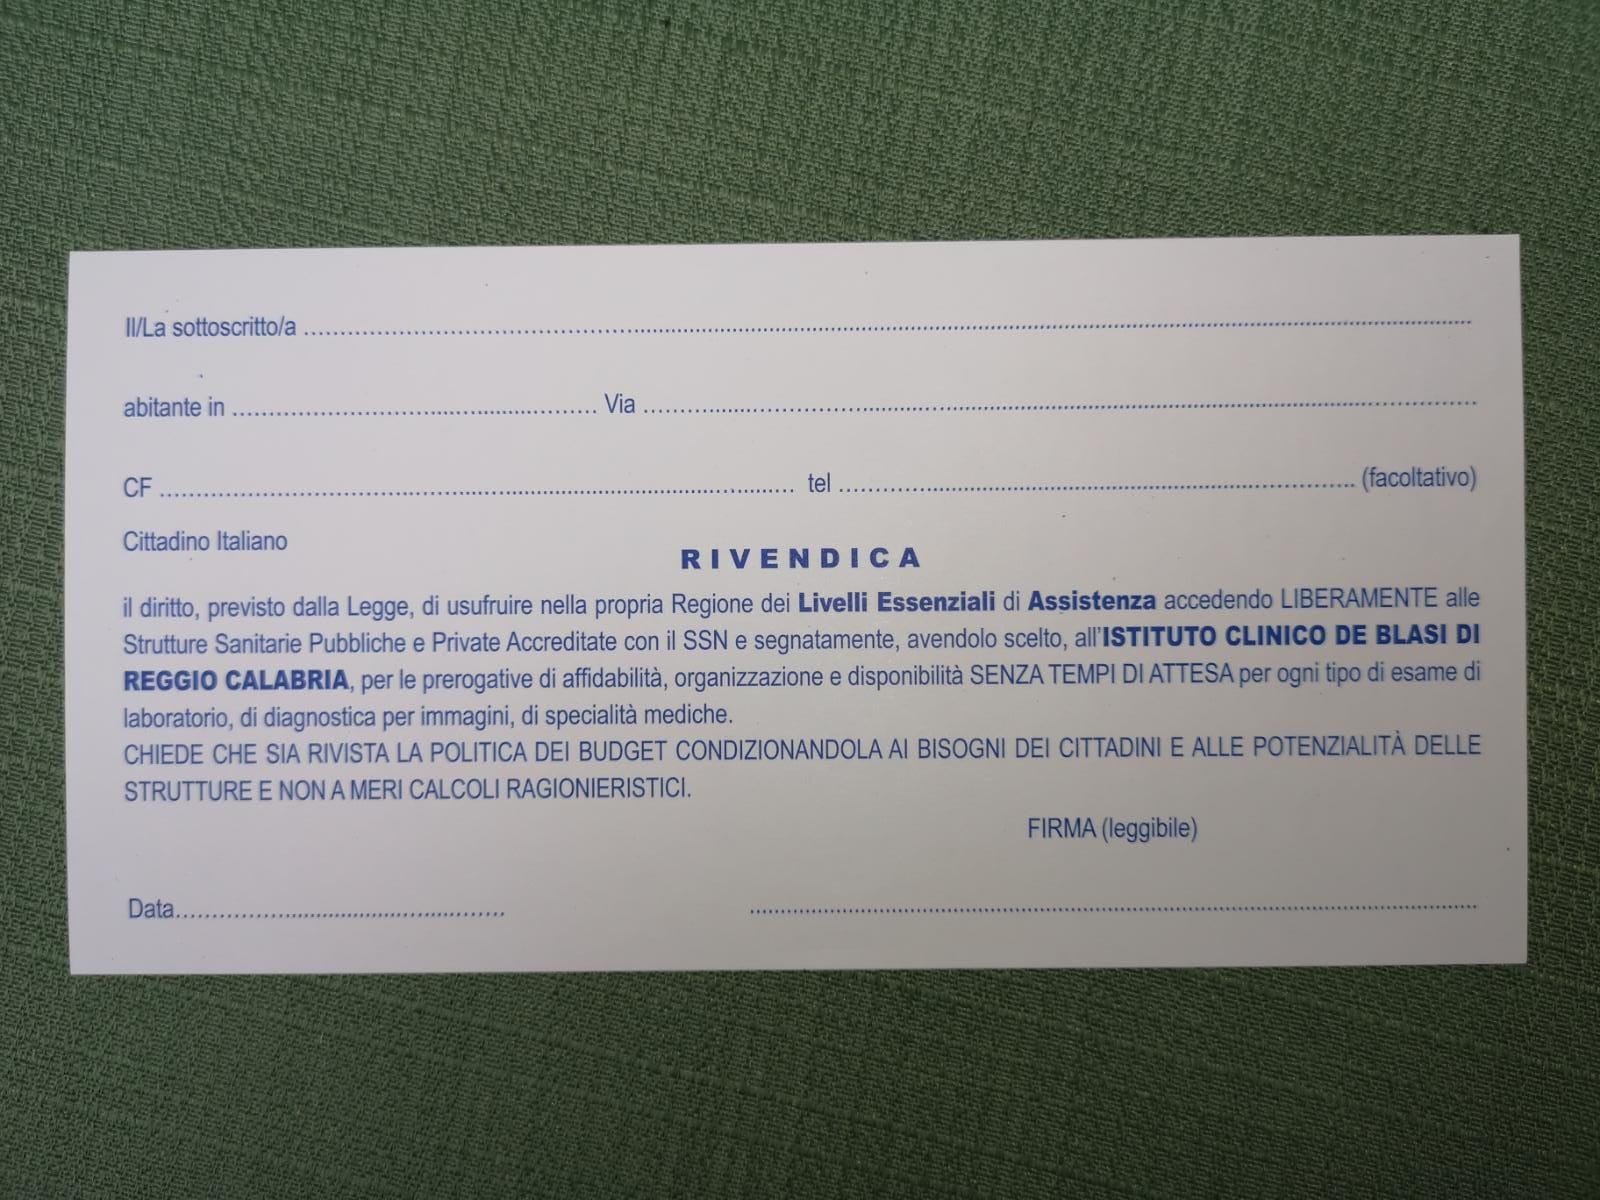 Il/La sottoscritto/a ........................................................................................................................
abitante in .................................................. Via ........................................................................................................................
CF ........................................................................................ tel ........................................................................ (facoltativo)
Cittadino Italiano
RIVENDICA
il diritto, previsto dalla Legge, di usufruire nella propria Regione dei Livelli Essenziali di Assistenza accedendo LIBERAMENTE alle
Strutture Sanitarie Pubbliche e Private Accreditate con il SSN e segnatamente, avendolo scelto, all'ISTITUTO CLINICO DE BLASI DI
REGGIO CALABRIA, per le prerogative di affidabilità, organizzazione e disponibilità SENZA TEMPI DI ATTESA per ogni tipo di esame di
laboratorio, di diagnostica per immagini, di specialità mediche.
CHIEDE CHE SIA RIVISTA LA POLITICA DEI BUDGET CONDIZIONANDOLA AI BISOGNI DEI CITTADINI E ALLE POTENZIALITÀ DELLE
STRUTTURE E NON A MERI CALCOLI RAGIONIERISTICI.
FIRMA (leggibile)
Data.............................................. ....................................................................................................